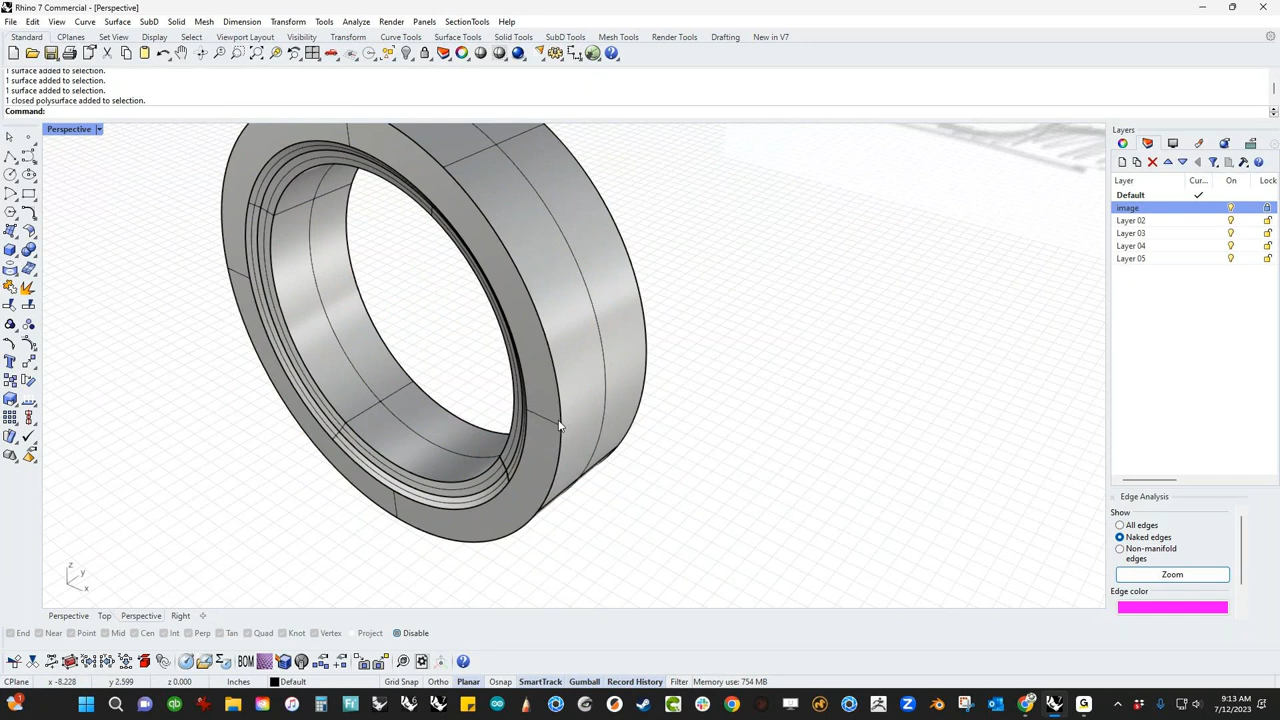 Rhino 7 Commercial - [Perspective]
File Edit View Curve Surface SubD Solid Mesh Dimension Transform Tools Analyze Render Panels SectionTools Help
Standard CPlanes Set View Display Select Viewport Layout Visibility Transform Curve Tools Surface Tools Solid Tools SubD Tools Mesh Tools Render Tools Drafting New in V7
1 surface added to selection.
1 surface added to selection.
1 surface added to selection.
1 closed polysurface added to selection.
Command:
Perspective
Layers
Layer Cur... On Lock
Default
image
Layer 02
Layer 03
Layer 04
Layer 05
Edge Analysis
Show
All edges
Naked edges
Non-manifold
edges
Zoom
Edge color
z
y
x
Perspective Top Perspective Right
End Near Point Mid Cen Int Perp Tan Quad Knot Vertex Project Disable
BOM
CPlane x -8.228 y 2.599 z 0.000 Inches Default Grid Snap Ortho Planar Osnap SmartTrack Gumball Record History Filter Memory use: 754 MB
9:13 AM
7/12/2023